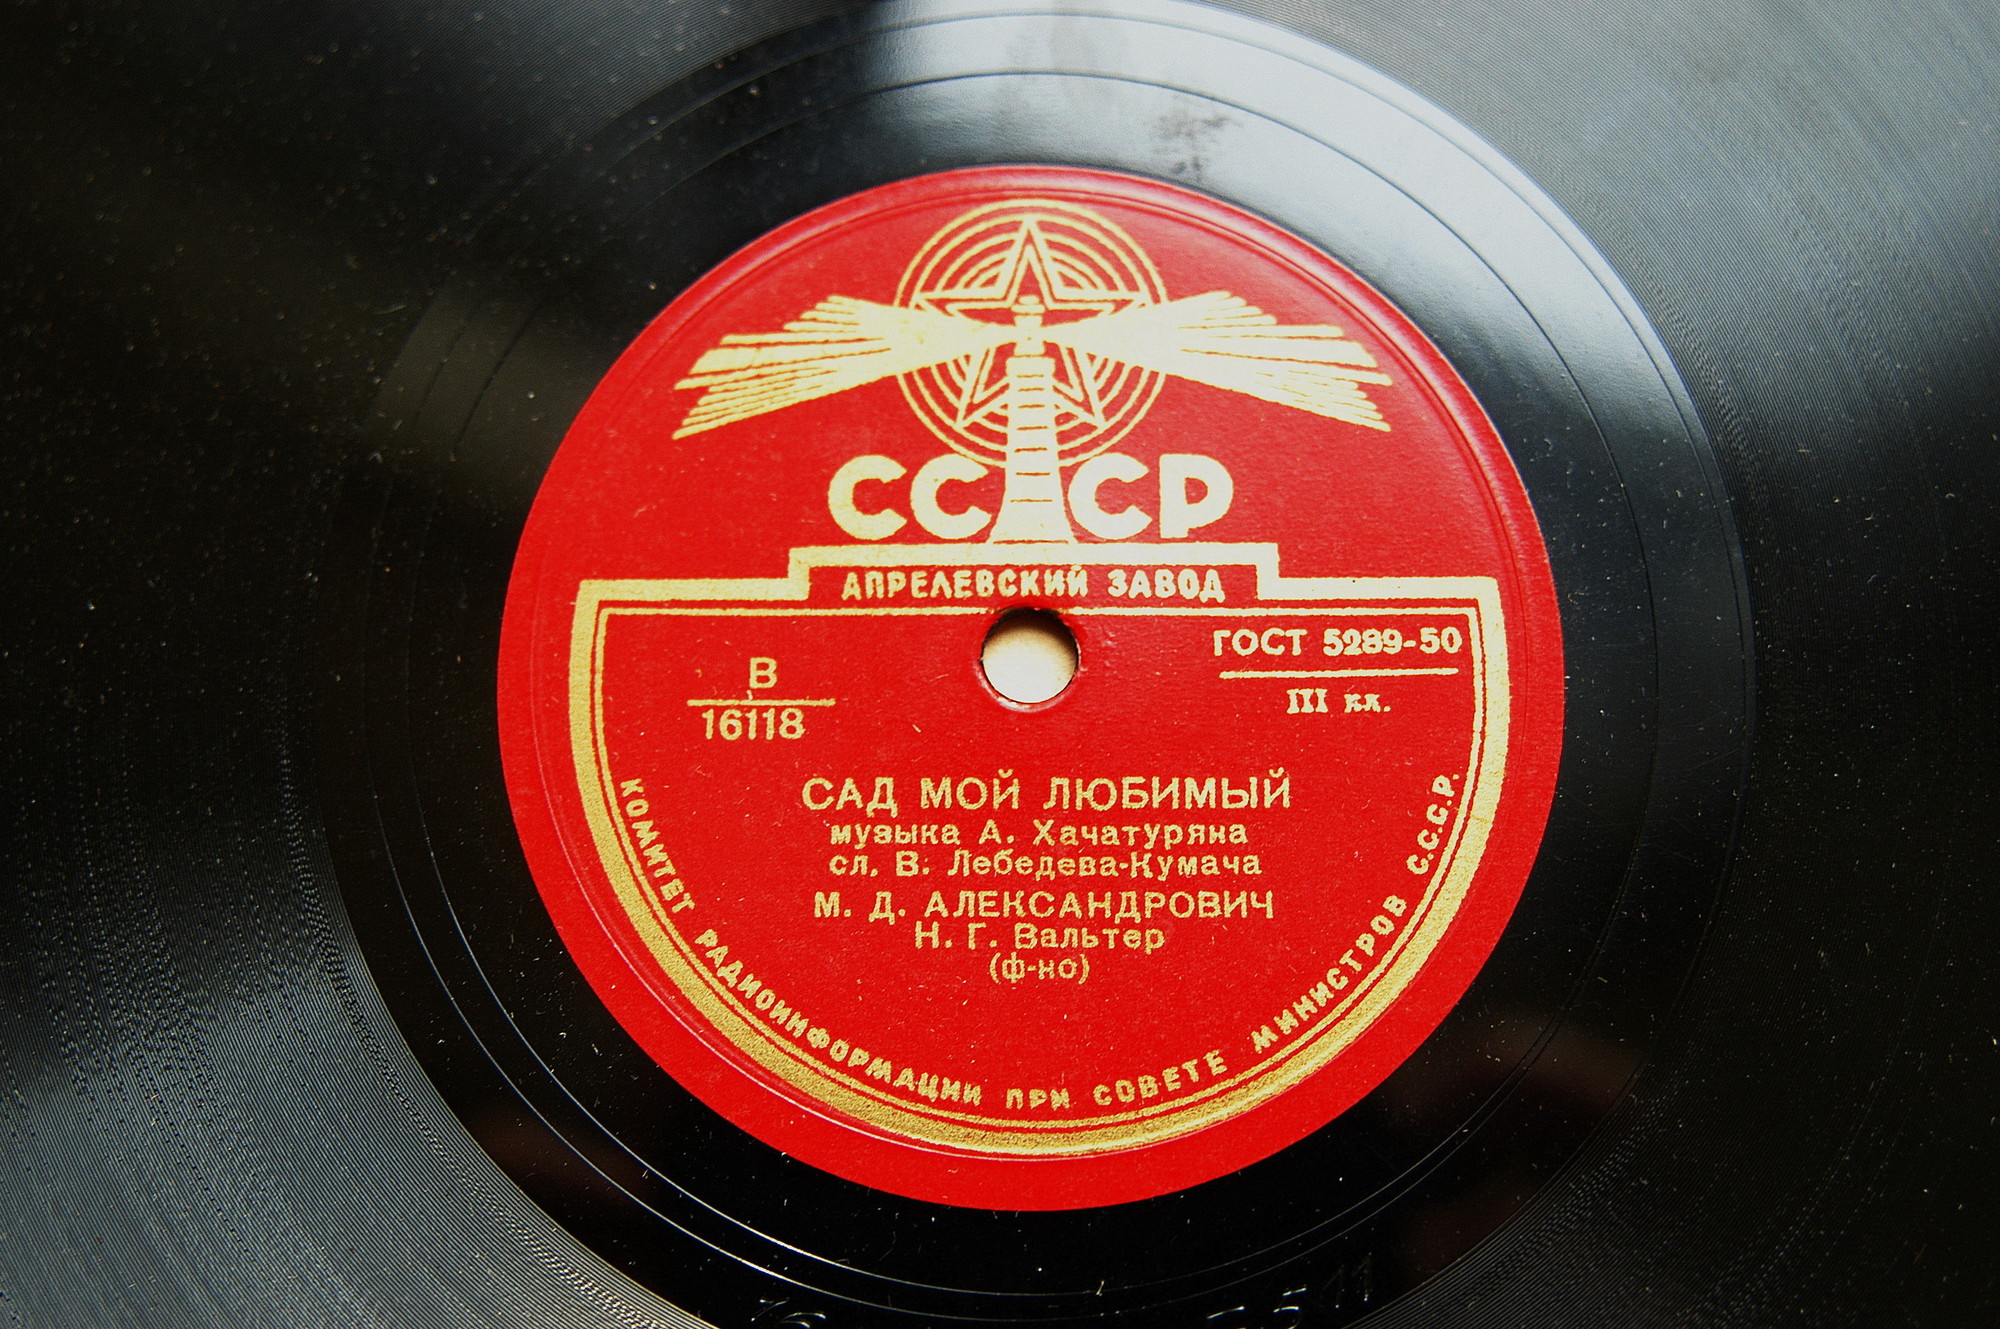 СССР
АПРЕЛЕВСКИЙ ЗАВОД
ГОСТ 5289-50
III кл.
В
16118
САД МОЙ ЛЮБИМЫЙ
музыка А. Хачатуряна
сл. В. Лебедева-Кумача
М. Д. АЛЕКСАНДРОВИЧ
Н. Г. Вальтер
(ф-но)
КОМИТЕТ РАДИОИНФОРМАЦИИ ПРИ СОВЕТЕ МИНИСТРОВ С.С.С.Р.